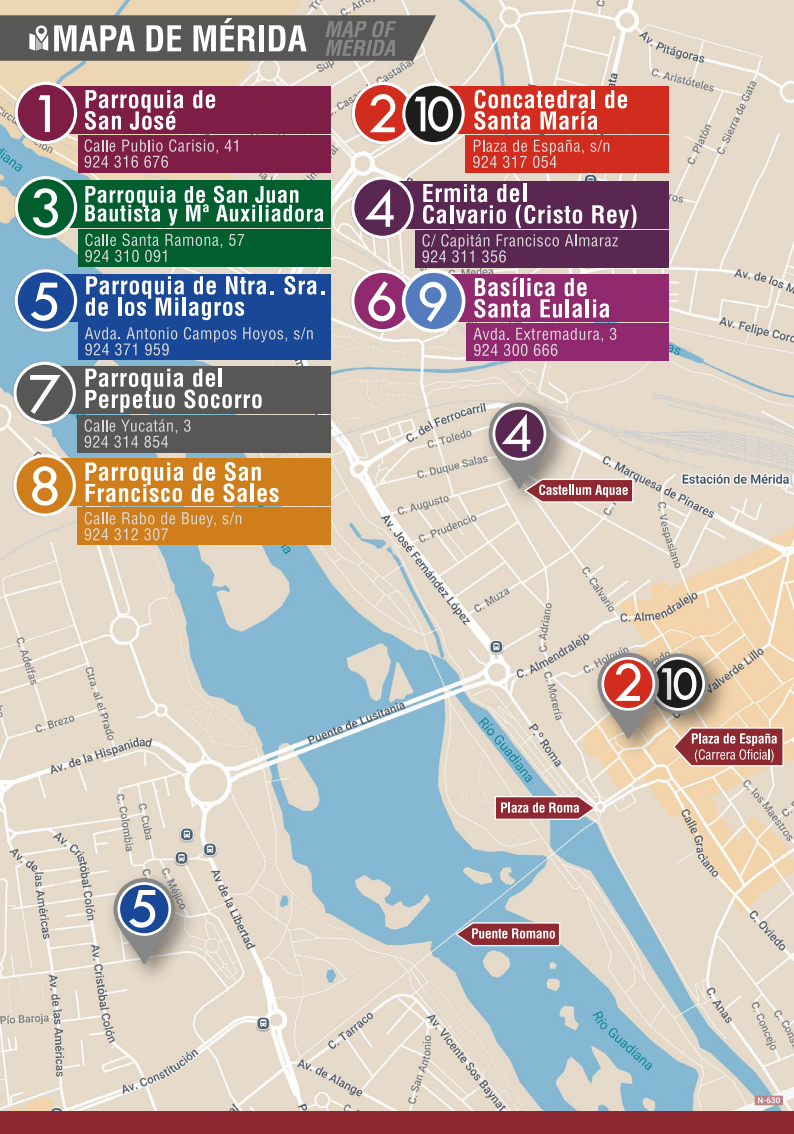 MAPA DE MÉRIDA
MAP OF
MÉRIDA
1
Parroquia de
San José
Calle Publio Carisio, 41
924 316 676
2 10
Concatedral de
Santa María
Plaza de España, s/n
924 317 054
3
Parroquia de San Juan
Bautista y Mª Auxiliadora
Calle Santa Ramona, 57
924 310 091
4
Ermita del
Calvario (Cristo Rey)
C/ Capitán Francisco Almaraz
924 311 356
5
Parroquia de Ntra. Sra.
de los Milagros
Avda. Antonio Campos Hoyos, s/n
924 371 959
6 9
Basílica de
Santa Eulalia
Avda. Extremadura, 3
924 300 666
7
Parroquia del
Perpetuo Socorro
Calle Yucatán, 3
924 314 854
8
Parroquia de San
Francisco de Sales
Calle Rabo de Buey, s/n
924 312 307
Av. Pitágoras
C. Aristóteles
C. Platón
C. Sierra de Gata
C. Medea
Av. de los M
Av. Felipe Corc
C. del Ferrocarril
C. Toledo
C. Duque Salas
C. Augusto
C. Prudencio
4
Castellum Aquae
C. Marquesa de Pinares
Estación de Mérida
C. Vespasiano
Av. José Fernández López
C. Muza
C. Calvario
C. Adriano
C. Almendralejo
C. Almendralejo
C. Holguín
C. Morería
2 10
Valverde Lillo
Plaza de España
(Carrera Oficial)
P.º Roma
Río Guadiana
Plaza de Roma
C. los Maestros
Calle Graciano
C. Oviedo
C. Adelfas
Ctra. al el Prado
C. Brezo
Av. de la Hispanidad
Puente de Lusitania
C. Cuba
C. Colombia
C. Méjico
Av. Cristóbal Colón
Av. de las Américas
5
Av de la Libertad
Puente Romano
Av. Cristóbal Colón
Av. de las Américas
Pío Baroja
Av. Constitución
C. Tarraco
Av. de Alange
C. San Antonio
Av. Vicente Sos Baynat
Río Guadiana
C. Anas
C. Concejo
N-630